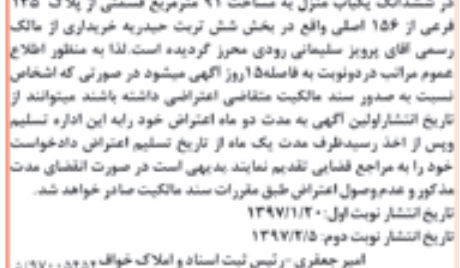 در ششدانگ یکباب منزل به مساحت ۹۱ مترمربع قسمتی از پلاک ۱۲۵
فرعی از ۱۵۶ اصلی واقع در بخش شش تربت حیدریه خریداری از مالک
رسمی آقای پرویز سلیمانی رودی محرز گردیده است.لذا به منظور اطلاع
عموم مراتب دردونوبت به فاصله۱۵روز آگهی میشود در صورتی که اشخاص
نسبت به صدور سند مالکیت متقاضی اعتراضی داشته باشند میتوانند از
تاریخ انتشاراولین آگهی به مدت دو ماه اعتراض خود رابه این اداره تسلیم
وپس از اخذ رسیدظرف مدت یک ماه از تاریخ تسلیم اعتراض دادخواست
خود را به مراجع قضایی تقدیم نمایند.بدیهی است در صورت انقضای مدت
مذکور و عدم وصول اعتراض طبق مقررات سند مالکیت صادر خواهد شد.
تاریخ انتشار نوبت اول: ۱۳۹۷/۱/۲۰
تاریخ انتشار نوبت دوم: ۱۳۹۷/۲/۵
امیر جعفری -رئیس ثبت اسناد و املاک خواف